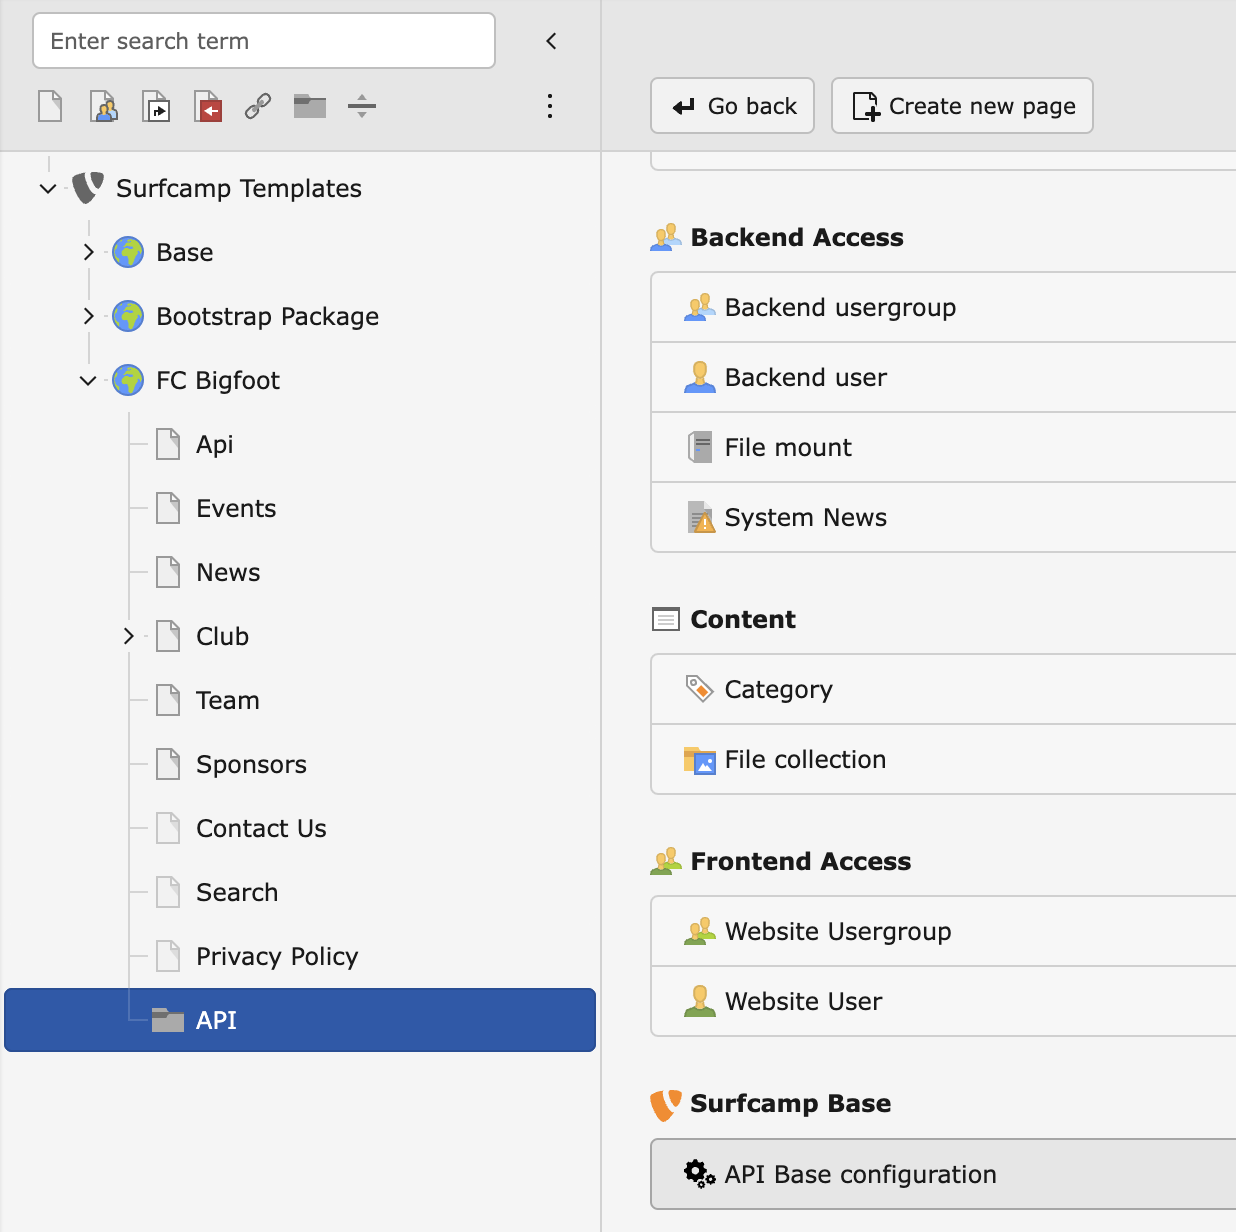 Enter search term
Go back
Create new page
Surfcamp Templates
Base
Bootstrap Package
FC Bigfoot
Api
Events
News
Club
Team
Sponsors
Contact Us
Search
Privacy Policy
API
Backend Access
Backend usergroup
Backend user
File mount
System News
Content
Category
File collection
Frontend Access
Website Usergroup
Website User
Surfcamp Base
API Base configuration